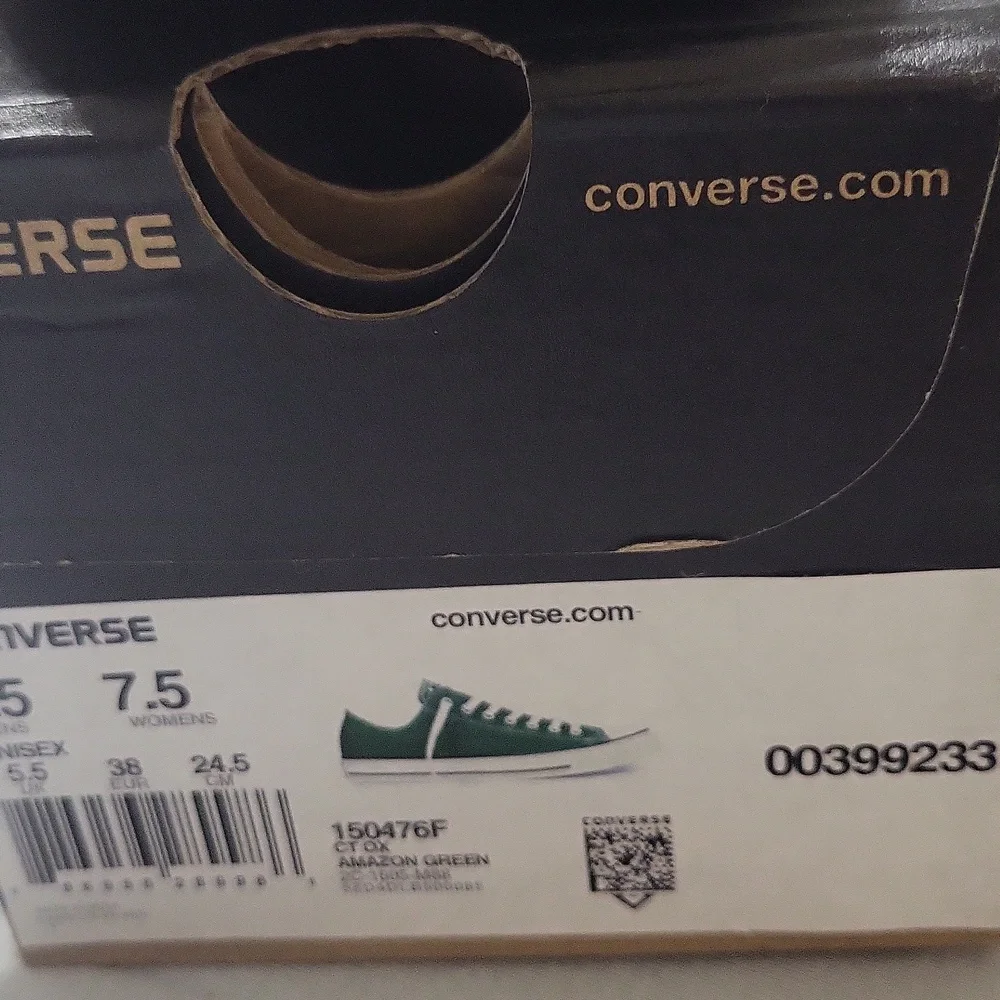 converse.com
ERSE
NVERSE
converse.com
.5 7.5
WOMENS
NISEX
5.5 38 24.5
UK EUR CM
00399233
150476F
CT OX
AMAZON GREEN
CONVERSE